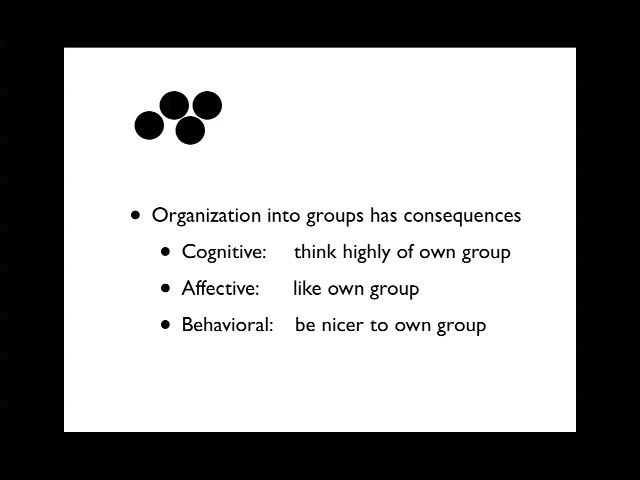 Organization into groups has consequences
Cognitive: think highly of own group
Affective: like own group
Behavioral: be nicer to own group